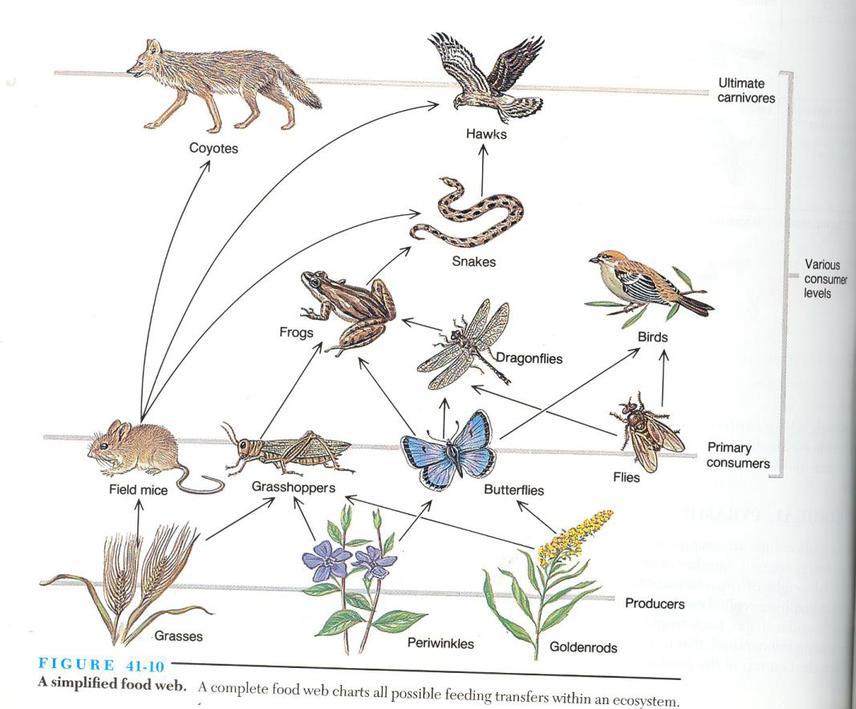 Ultimate
carnivores
Hawks
Coyotes
Snakes
Various
consumer
levels
Frogs
Birds
Dragonflies
Primary
consumers
Field mice
Grasshoppers
Butterflies
Flies
Producers
Grasses
Periwinkles
Goldenrods
FIGURE 41-10
A simplified food web. A complete food web charts all possible feeding transfers within an ecosystem.